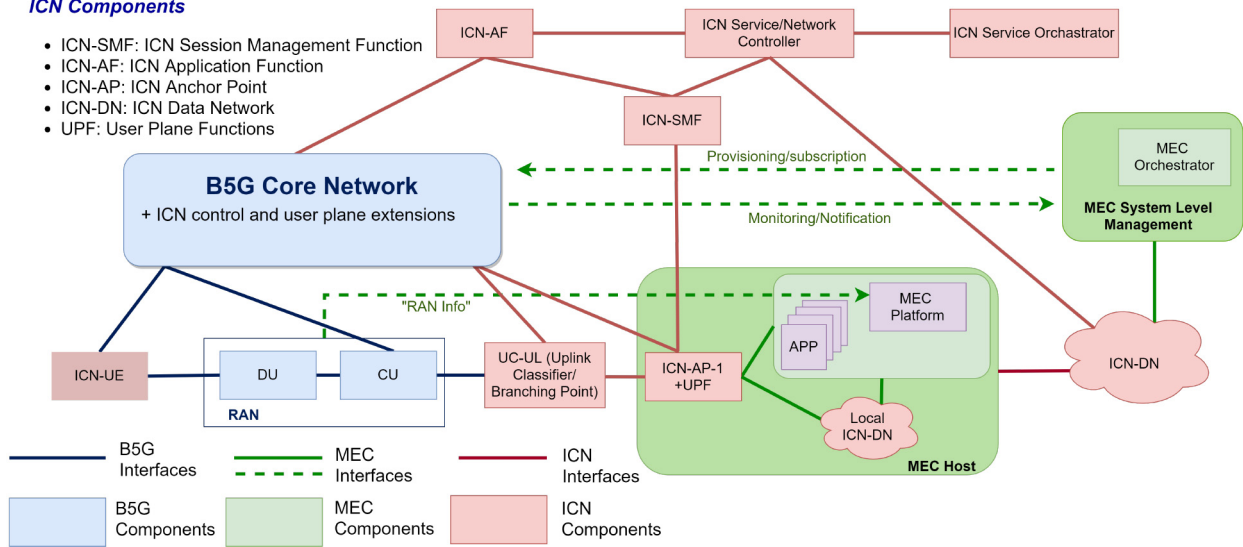 ICN Components
• ICN-SMF: ICN Session Management Function
• ICN-AF: ICN Application Function
• ICN-AP: ICN Anchor Point
• ICN-DN: ICN Data Network
• UPF: User Plane Functions
ICN-AF
ICN Service/Network
Controller
ICN Service Orchastrator
ICN-SMF
MEC
Orchestrator
MEC System Level
Management
Provisioning/subscription
Monitoring/Notification
B5G Core Network
+ ICN control and user plane extensions
"RAN Info"
MEC
Platform
APP
ICN-UE
DU
CU
RAN
UC-UL (Uplink
Classifier/
Branching Point)
ICN-AP-1
+UPF
Local
ICN-DN
MEC Host
ICN-DN
B5G
Interfaces
MEC
Interfaces
ICN
Interfaces
B5G
Components
MEC
Components
ICN
Components